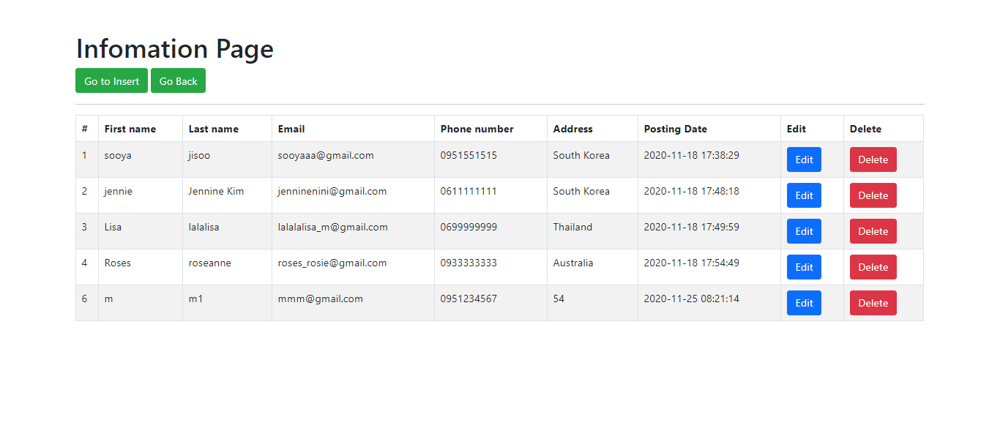 Infomation Page
Go to Insert Go Back
# First name Last name Email Phone number Address Posting Date Edit Delete
1 sooya jisoo sooyaaa@gmail.com 0951551515 South Korea 2020-11-18 17:38:29 Edit Delete
2 jennie Jennine Kim jenninenini@gmail.com 0611111111 South Korea 2020-11-18 17:48:18 Edit Delete
3 Lisa lalalisa lalalalisa_m@gmail.com 0699999999 Thailand 2020-11-18 17:49:59 Edit Delete
4 Roses roseanne roses_rosie@gmail.com 0933333333 Australia 2020-11-18 17:54:49 Edit Delete
6 m m1 mmm@gmail.com 0951234567 54 2020-11-25 08:21:14 Edit Delete